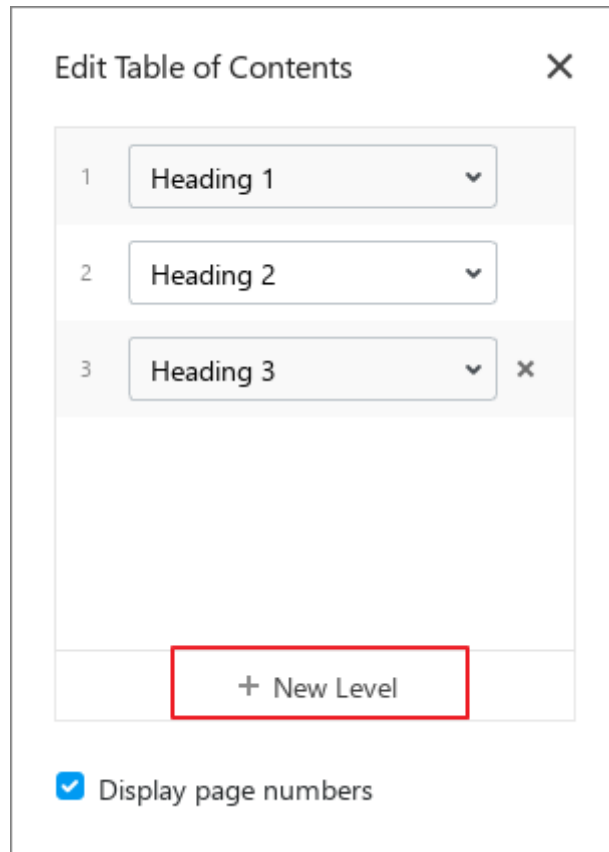 Edit Table of Contents
1 Heading 1
2 Heading 2
3 Heading 3
+ New Level
Display page numbers